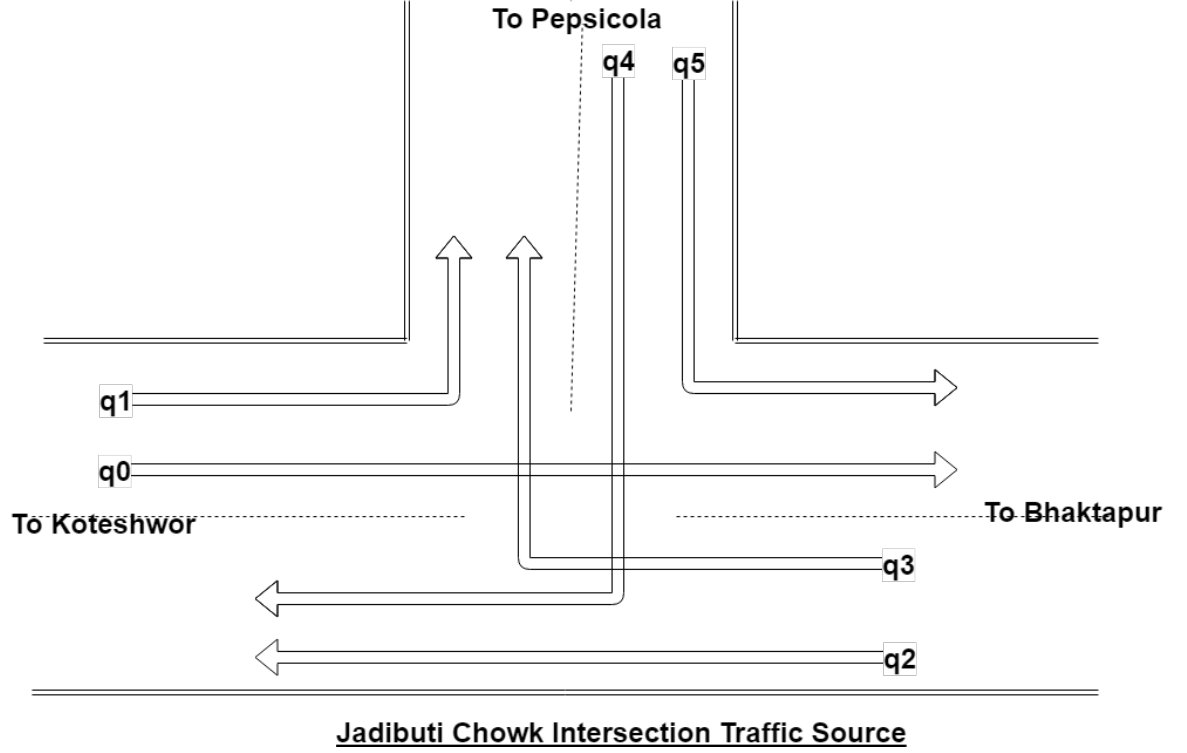 To Pepsicola
q4 q5
q1
q0
To Koteshwor
To Bhaktapur
q3
q2
Jadibuti Chowk Intersection Traffic Source